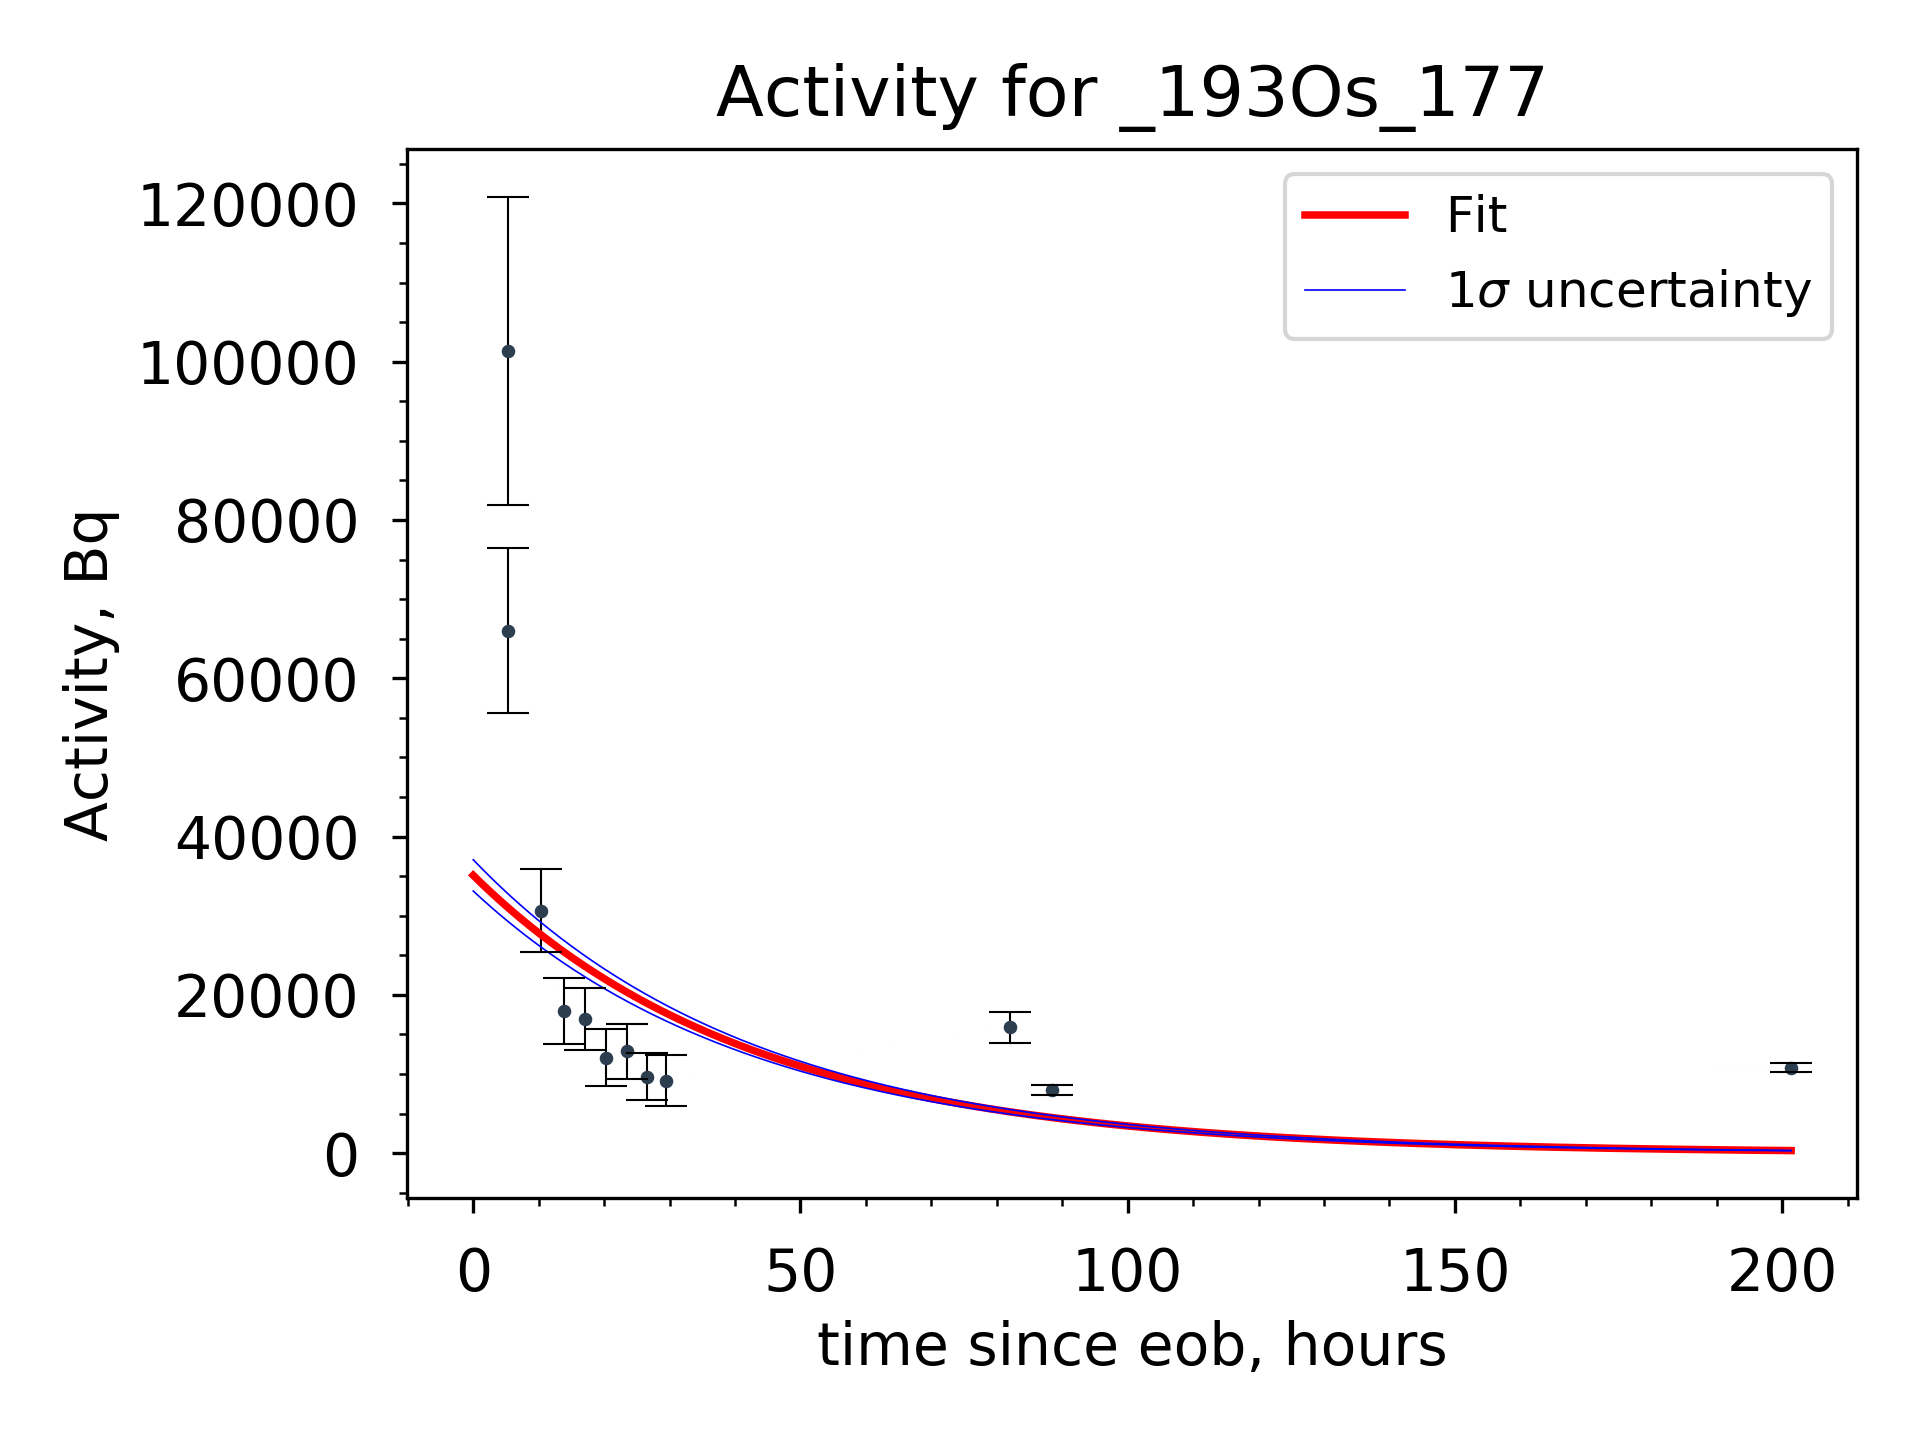 Activity for _193Os_177
Fit
1σ uncertainty
Activity, Bq
120000
100000
80000
60000
40000
20000
0
0 50 100 150 200
time since eob, hours